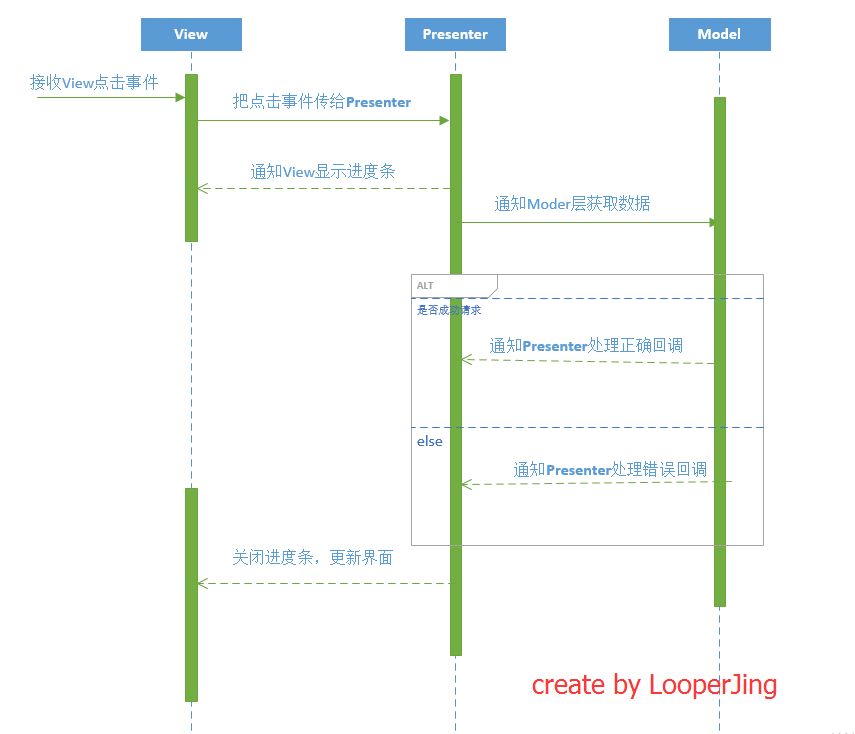 View
Presenter
Model
接收View点击事件
把点击事件传给Presenter
通知View显示进度条
通知Moder层获取数据
ALT
是否成功请求
通知Presenter处理正确回调
else
通知Presenter处理错误回调
关闭进度条，更新界面
create by LooperJing